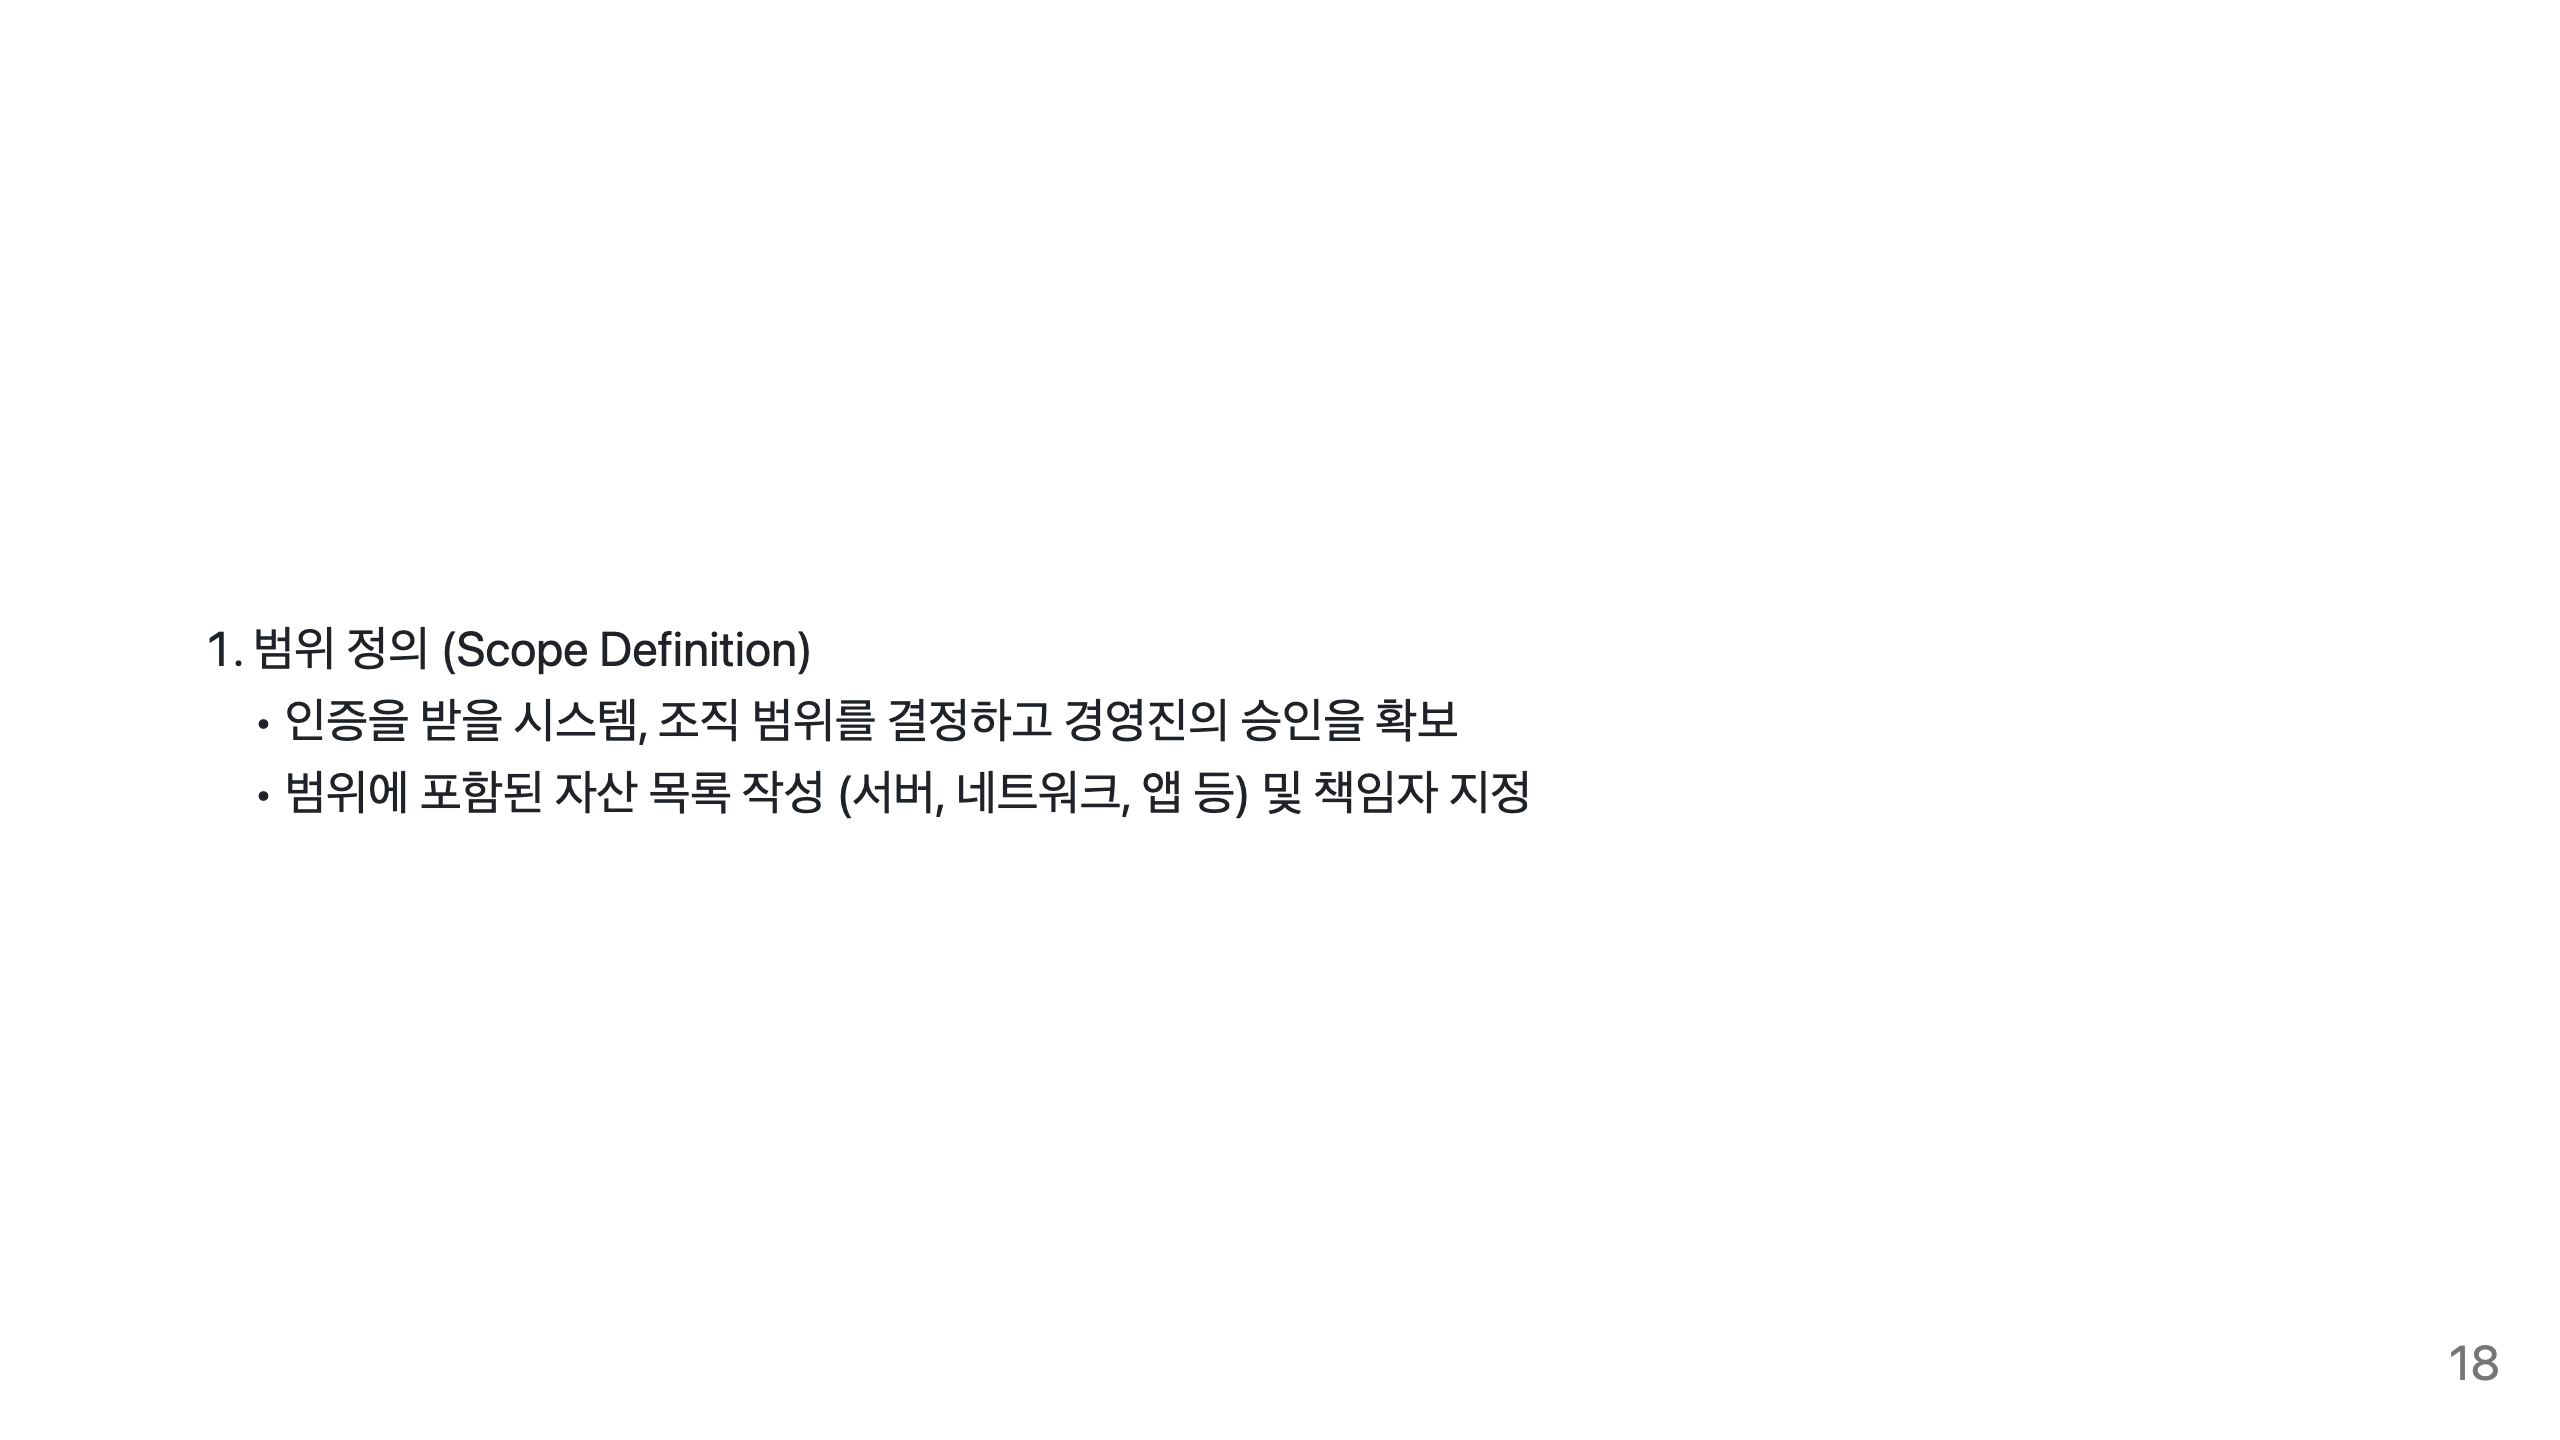 1. 범위 정의 (Scope Definition)
• 인증을 받을 시스템, 조직 범위를 결정하고 경영진의 승인을 확보
• 범위에 포함된 자산 목록 작성 (서버, 네트워크, 앱 등) 및 책임자 지정
18